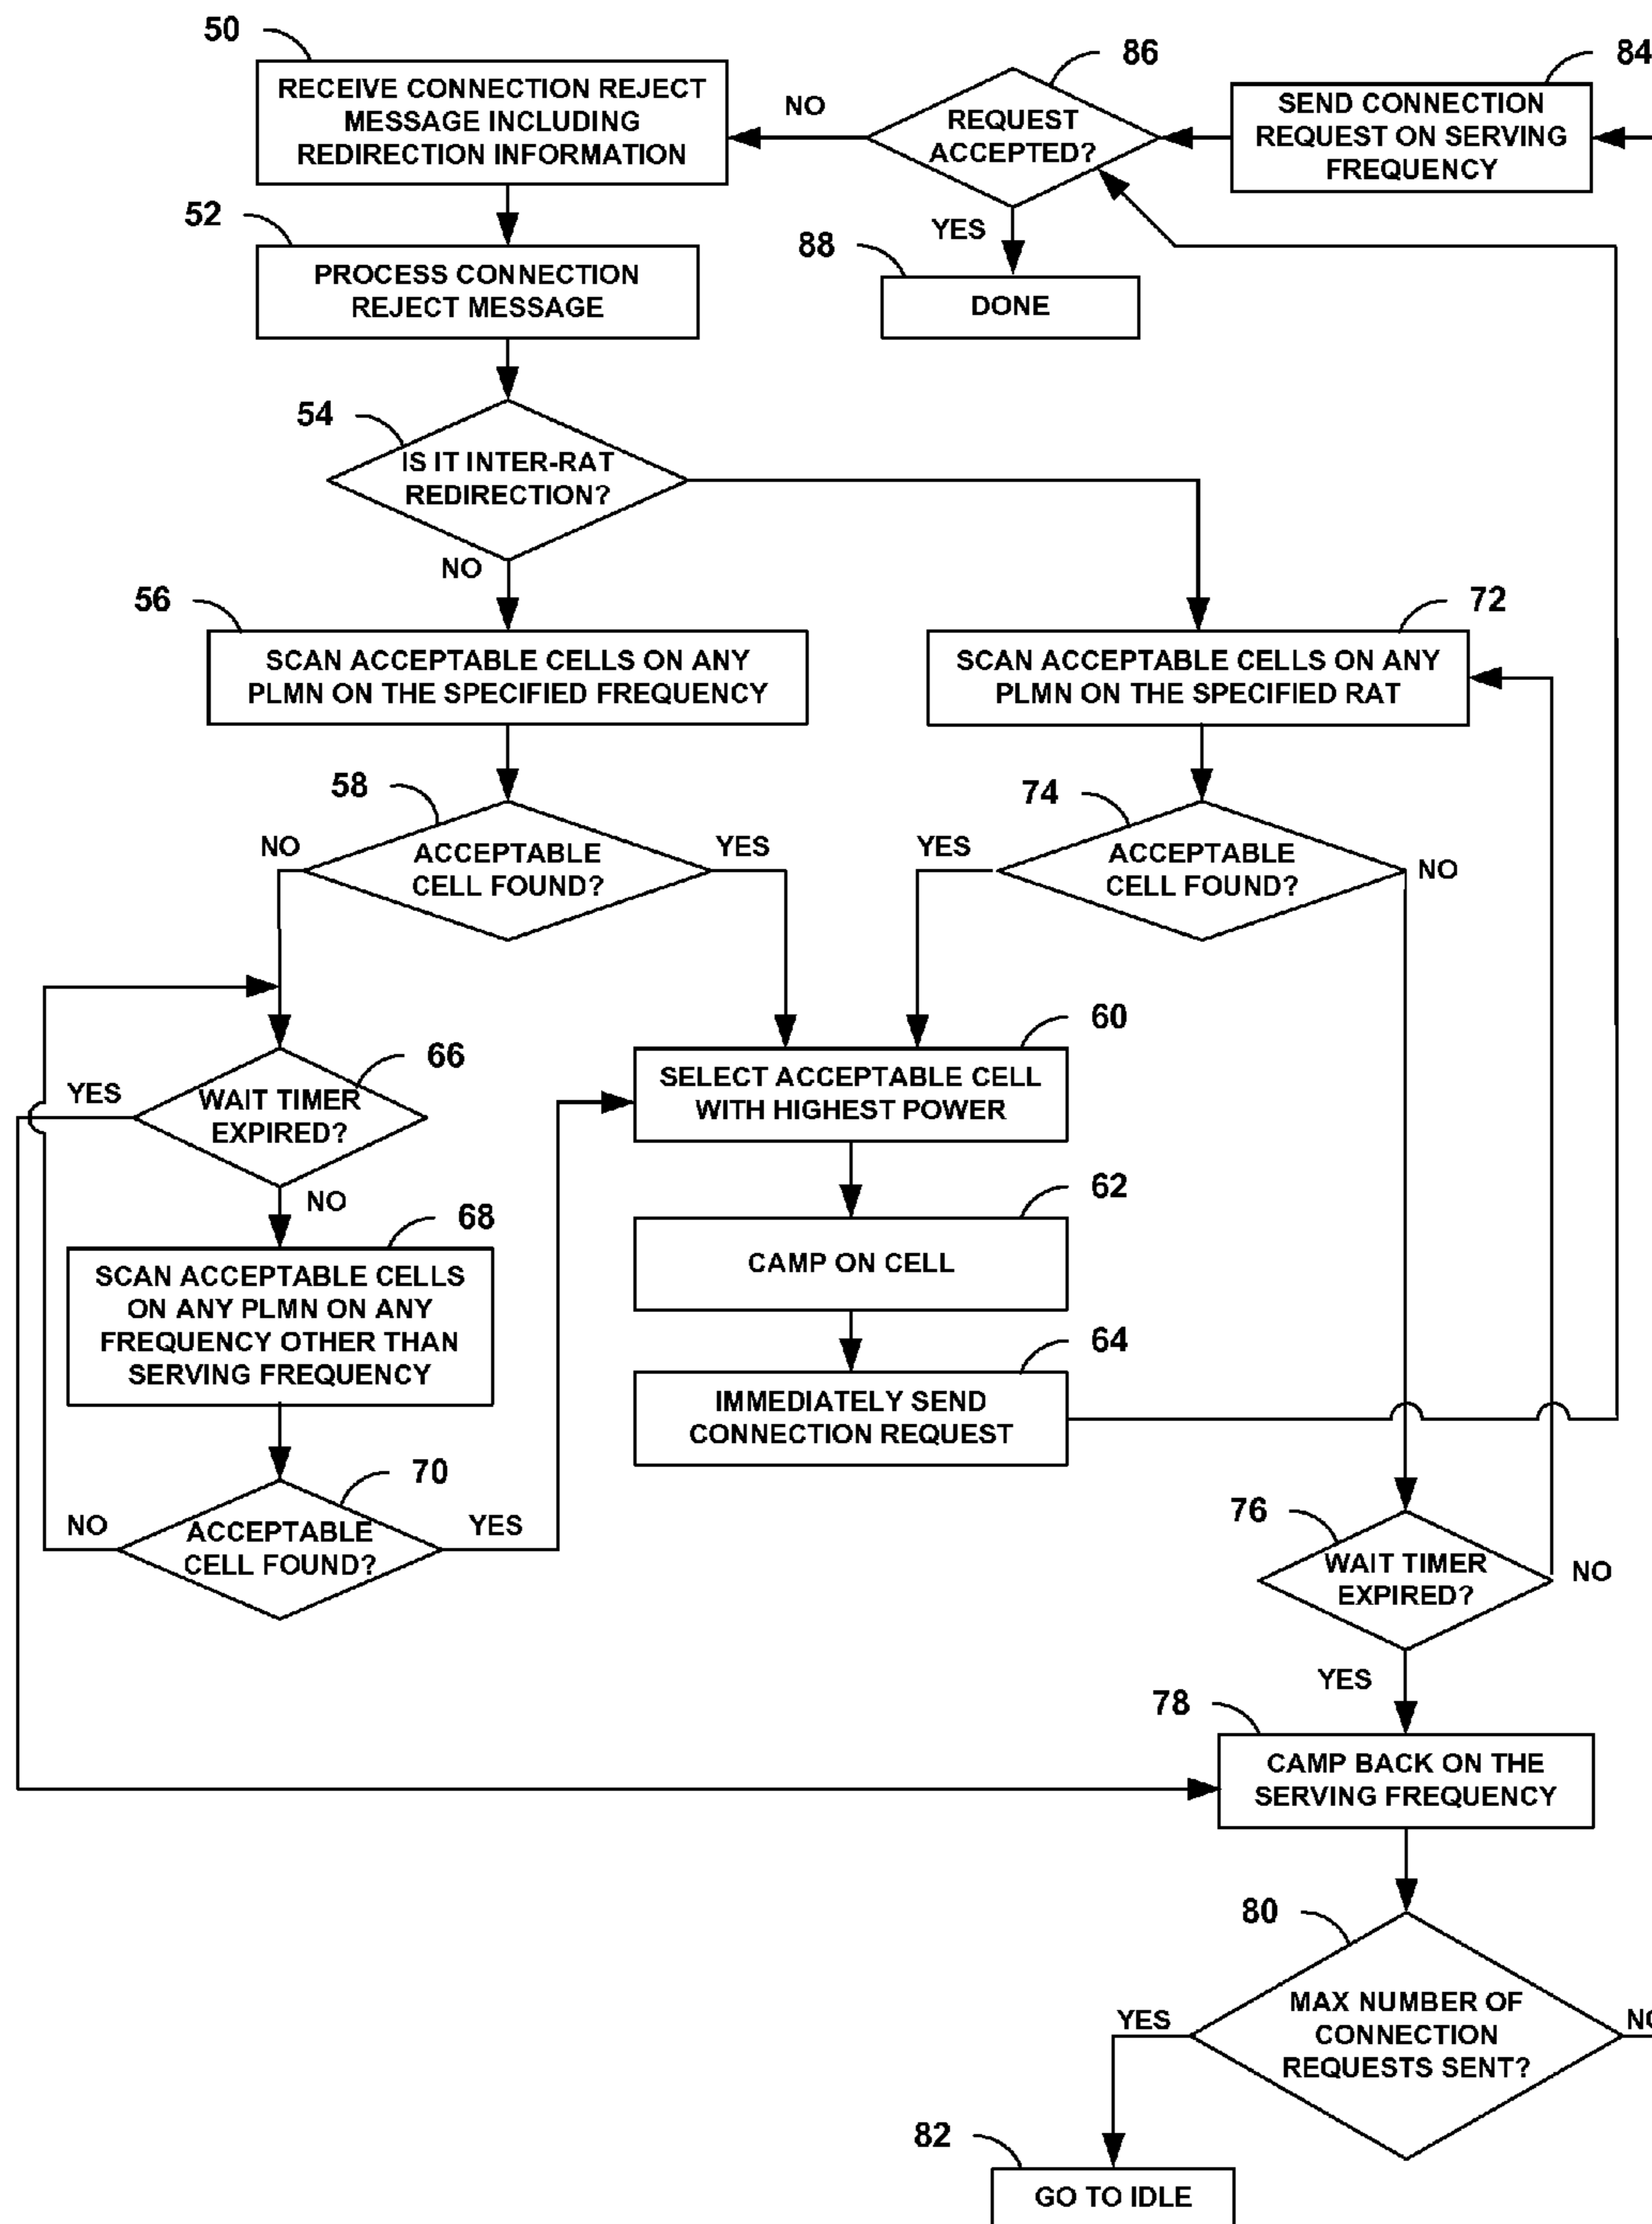 50
RECEIVE CONNECTION REJECT
MESSAGE INCLUDING
REDIRECTION INFORMATION
NO
86
REQUEST
ACCEPTED?
84
SEND CONNECTION
REQUEST ON SERVING
FREQUENCY
52
PROCESS CONNECTION
REJECT MESSAGE
YES
88
DONE
54
IS IT INTER-RAT
REDIRECTION?
NO
56
SCAN ACCEPTABLE CELLS ON ANY
PLMN ON THE SPECIFIED FREQUENCY
72
SCAN ACCEPTABLE CELLS ON ANY
PLMN ON THE SPECIFIED RAT
58
NO
ACCEPTABLE
CELL FOUND?
YES
74
YES
ACCEPTABLE
CELL FOUND?
NO
66
YES
WAIT TIMER
EXPIRED?
NO
60
SELECT ACCEPTABLE CELL
WITH HIGHEST POWER
62
CAMP ON CELL
68
SCAN ACCEPTABLE CELLS
ON ANY PLMN ON ANY
FREQUENCY OTHER THAN
SERVING FREQUENCY
64
IMMEDIATELY SEND
CONNECTION REQUEST
70
NO
ACCEPTABLE
CELL FOUND?
YES
76
WAIT TIMER
EXPIRED?
NO
YES
78
CAMP BACK ON THE
SERVING FREQUENCY
80
YES
MAX NUMBER OF
CONNECTION
REQUESTS SENT?
NO
82
GO TO IDLE